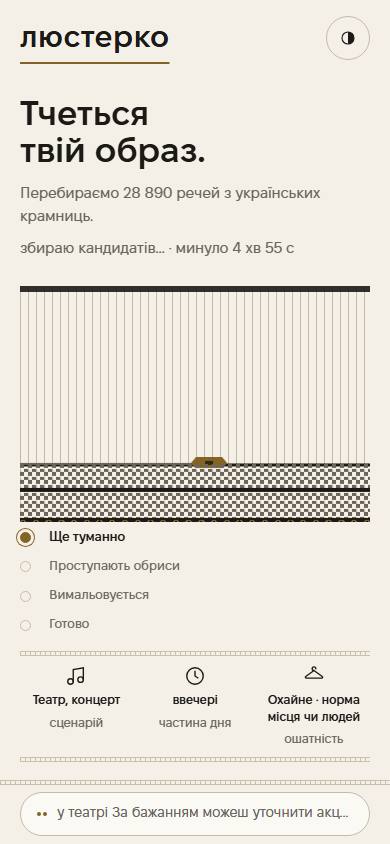 люстерко
Тчеться
твій образ.
Перебираємо 28 890 речей з українських
крамниць.
збираю кандидатів... · минуло 4 хв 55 с
Ще туманно
Проступають обриси
Вимальовується
Готово
Театр, концерт
сценарій
ввечері
частина дня
Охайне · норма
місця чи людей
ошатність
у театрі За бажанням можеш уточнити акц...